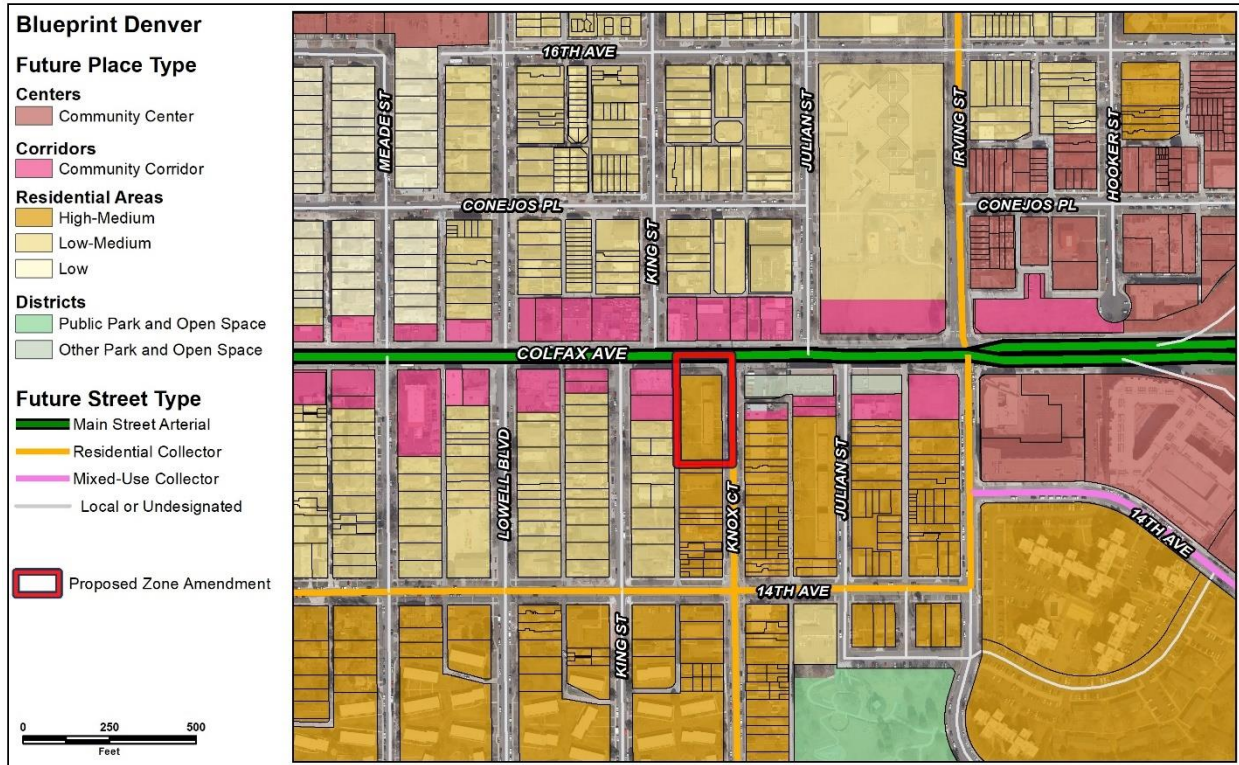 Blueprint Denver
Future Place Type
Centers
Community Center
Corridors
Community Corridor
Residential Areas
High-Medium
Low-Medium
Low
Districts
Public Park and Open Space
Other Park and Open Space
Future Street Type
Main Street Arterial
Residential Collector
Mixed-Use Collector
Local or Undesignated
Proposed Zone Amendment
0 250 500
Feet
16TH AVE
MEADE ST
JULIAN ST
IRVING ST
HOOKER ST
CONEJOS PL
CONEJOS PL
KING ST
COLFAX AVE
LOWELL BLVD
KNOX CT
JULIAN ST
14TH AVE
14TH AVE
KING ST